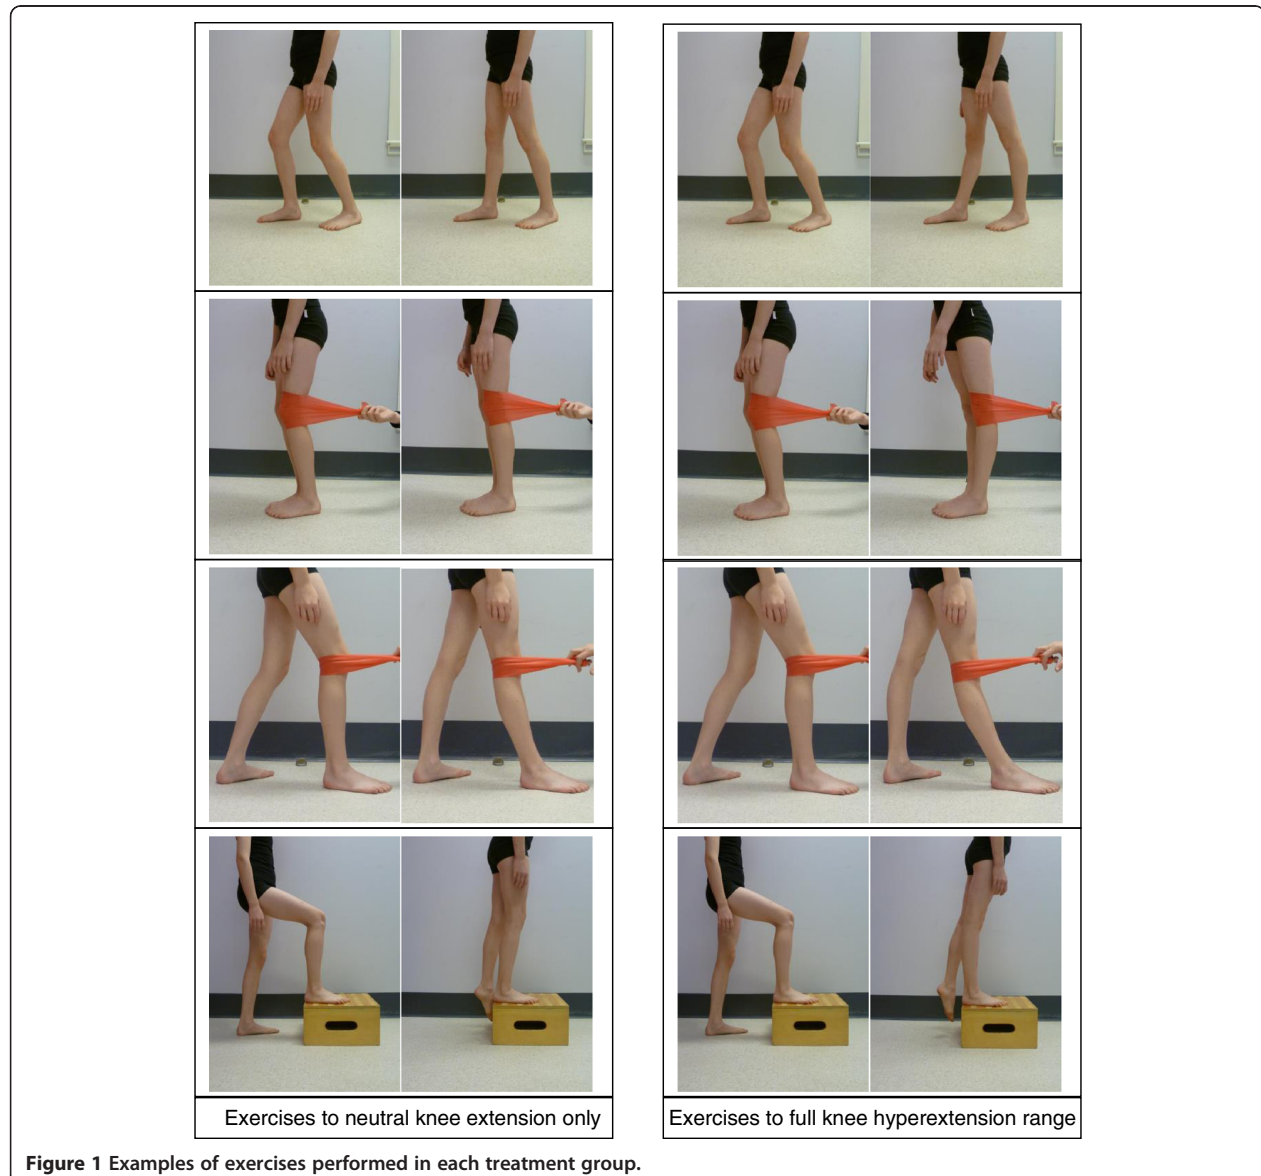 Exercises to neutral knee extension only
Exercises to full knee hyperextension range
Figure 1 Examples of exercises performed in each treatment group.